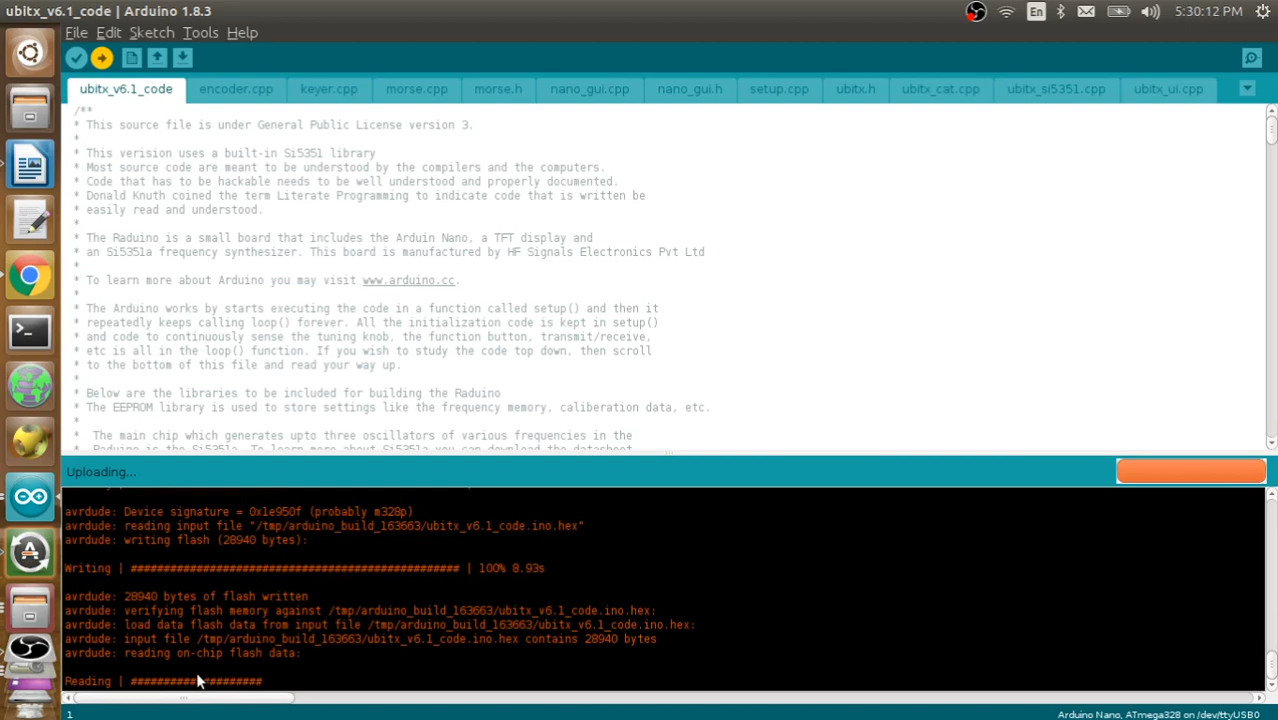 ubitx_v6.1_code | Arduino 1.8.3
En
5:30:12 PM
File Edit Sketch Tools Help
ubitx_v6.1_code encoder.cpp keyer.cpp morse.cpp morse.h nano_gui.cpp nano_gui.h setup.cpp ubitx.h ubitx_cat.cpp ubitx_si5351.cpp ubitx_ui.cpp
/**
* This source file is under General Public License version 3.
*
* This verision uses a built-in Si5351 library
* Most source code are meant to be understood by the compilers and the computers.
* Code that has to be hackable needs to be well understood and properly documented.
* Donald Knuth coined the term Literate Programming to indicate code that is written be
* easily read and understood.
*
* The Raduino is a small board that includes the Arduin Nano, a TFT display and
* an Si5351a frequency synthesizer. This board is manufactured by HF Signals Electronics Pvt Ltd
*
* To learn more about Arduino you may visit www.arduino.cc.
*
* The Arduino works by starts executing the code in a function called setup() and then it
* repeatedly keeps calling loop() forever. All the initialization code is kept in setup()
* and code to continuously sense the tuning knob, the function button, transmit/receive,
* etc is all in the loop() function. If you wish to study the code top down, then scroll
* to the bottom of this file and read your way up.
*
* Below are the libraries to be included for building the Raduino
* The EEPROM library is used to store settings like the frequency memory, caliberation data, etc.
*
* The main chip which generates upto three oscillators of various frequencies in the
* Raduino is the Si5351a. To learn more about Si5351a you can download the datasheet
Uploading...
avrdude: Device signature = 0x1e950f (probably m328p)
avrdude: reading input file "/tmp/arduino_build_163663/ubitx_v6.1_code.ino.hex"
avrdude: writing flash (28940 bytes):
Writing | ################################################## | 100% 8.93s
avrdude: 28940 bytes of flash written
avrdude: verifying flash memory against /tmp/arduino_build_163663/ubitx_v6.1_code.ino.hex:
avrdude: load data flash data from input file /tmp/arduino_build_163663/ubitx_v6.1_code.ino.hex:
avrdude: input file /tmp/arduino_build_163663/ubitx_v6.1_code.ino.hex contains 28940 bytes
avrdude: reading on-chip flash data:
Reading | ####################
1
Arduino Nano, ATmega328 on /dev/ttyUSB0